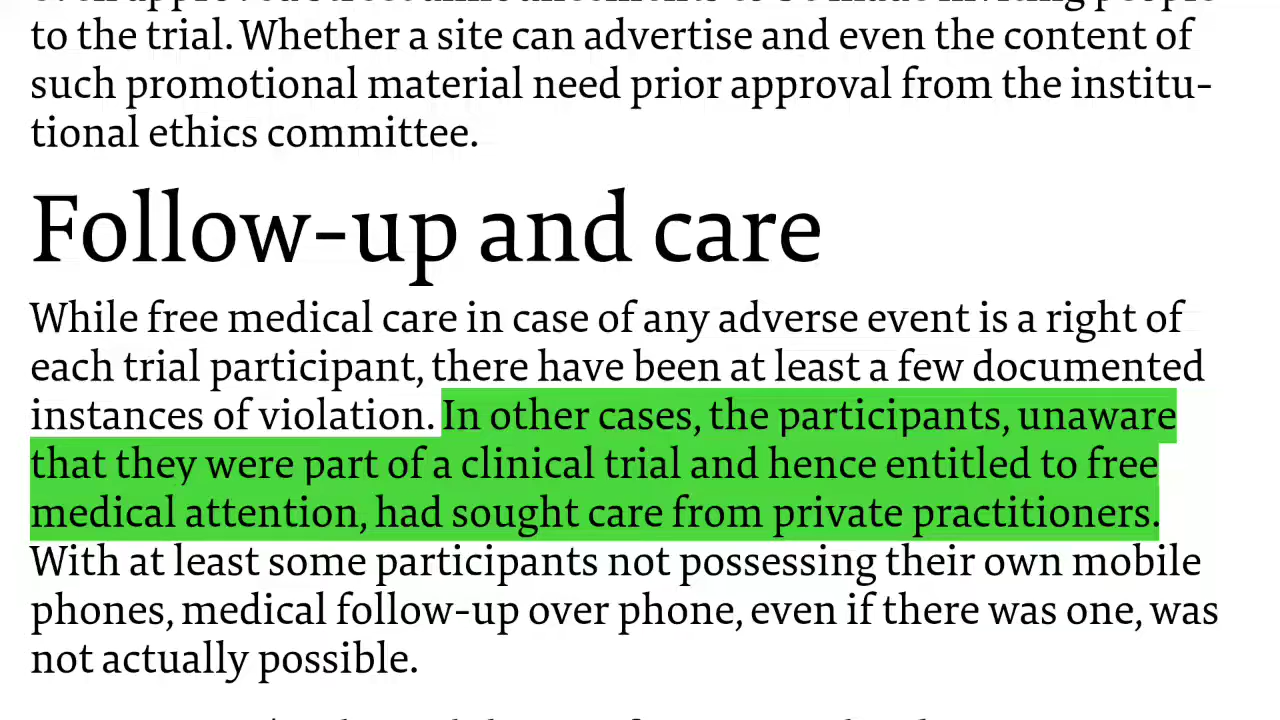 to the trial. Whether a site can advertise and even the content of
such promotional material need prior approval from the institu-
tional ethics committee.
Follow-up and care
While free medical care in case of any adverse event is a right of
each trial participant, there have been at least a few documented
instances of violation. In other cases, the participants, unaware
that they were part of a clinical trial and hence entitled to free
medical attention, had sought care from private practitioners.
With at least some participants not possessing their own mobile
phones, medical follow-up over phone, even if there was one, was
not actually possible.